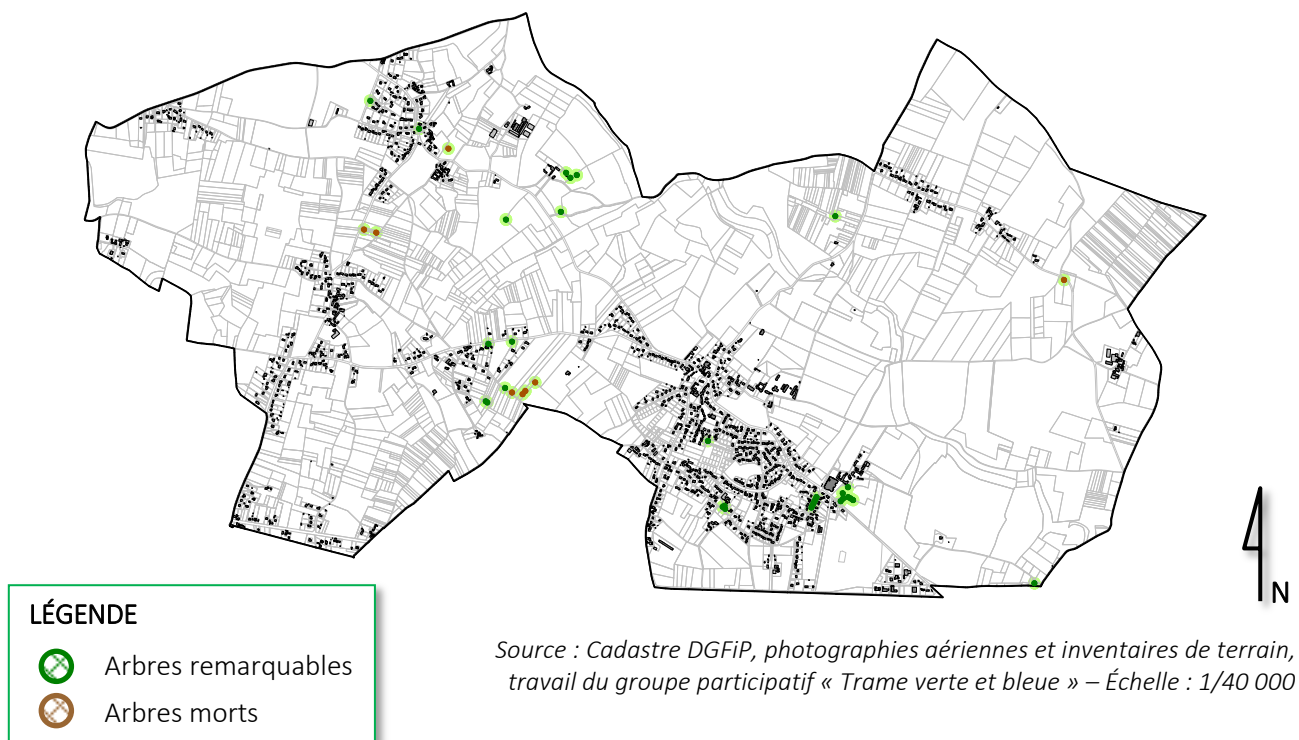 N
LÉGENDE
Arbres remarquables
Arbres morts
Source : Cadastre DGFiP, photographies aériennes et inventaires de terrain,
travail du groupe participatif « Trame verte et bleue » – Échelle : 1/40 000